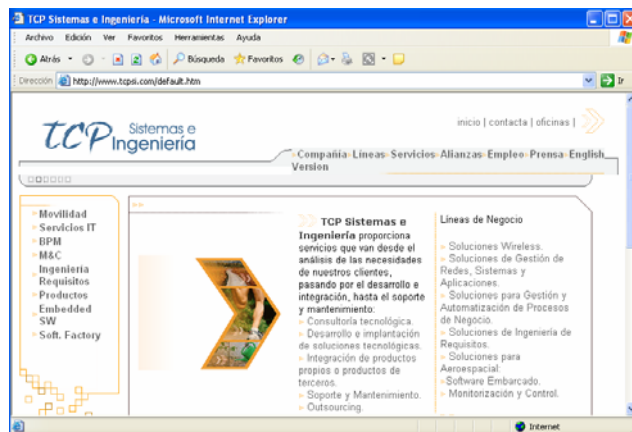 TCP Sistemas e Ingeniería - Microsoft Internet Explorer
Archivo Edición Ver Favoritos Herramientas Ayuda
Atrás Búsqueda Favoritos
Dirección http://www.tcpsi.com/default.htm Ir
inicio | contacta | oficinas |
TCP Sistemas e
Ingeniería
Compañia Líneas Servicios Alianzas Empleo Prensa English
Version
Movilidad
Servicios IT
BPM
M&C
Ingeniería
Requisitos
Productos
Embedded
SW
Soft. Factory
TCP Sistemas e
Ingeniería proporciona
servicios que van desde el
análisis de las necesidades
de nuestros clientes,
pasando por el desarrollo e
integración, hasta el soporte
y mantenimiento:
Consultoría tecnológica.
Desarrollo e implantación
de soluciones tecnológicas.
Integración de productos
propios o productos de
terceros.
Soporte y Mantenimiento.
Outsourcing.
Líneas de Negocio
Soluciones Wireless.
Soluciones de Gestión de
Redes, Sistemas y
Aplicaciones.
Soluciones para Gestión y
Automatización de Procesos
de Negocio.
Soluciones de Ingeniería de
Requisitos.
Soluciones para
Aeroespacial:
Software Embarcado.
Monitorización y Control.
Internet